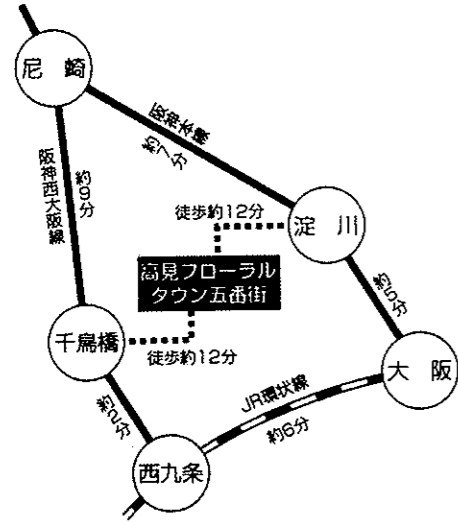 尼崎
阪神本線
約7分
阪神西大阪線
約9分
徒歩約12分
淀川
高見フローラル
タウン五番街
約5分
千鳥橋
徒歩約12分
大阪
JR環状線
約2分
約6分
西九条